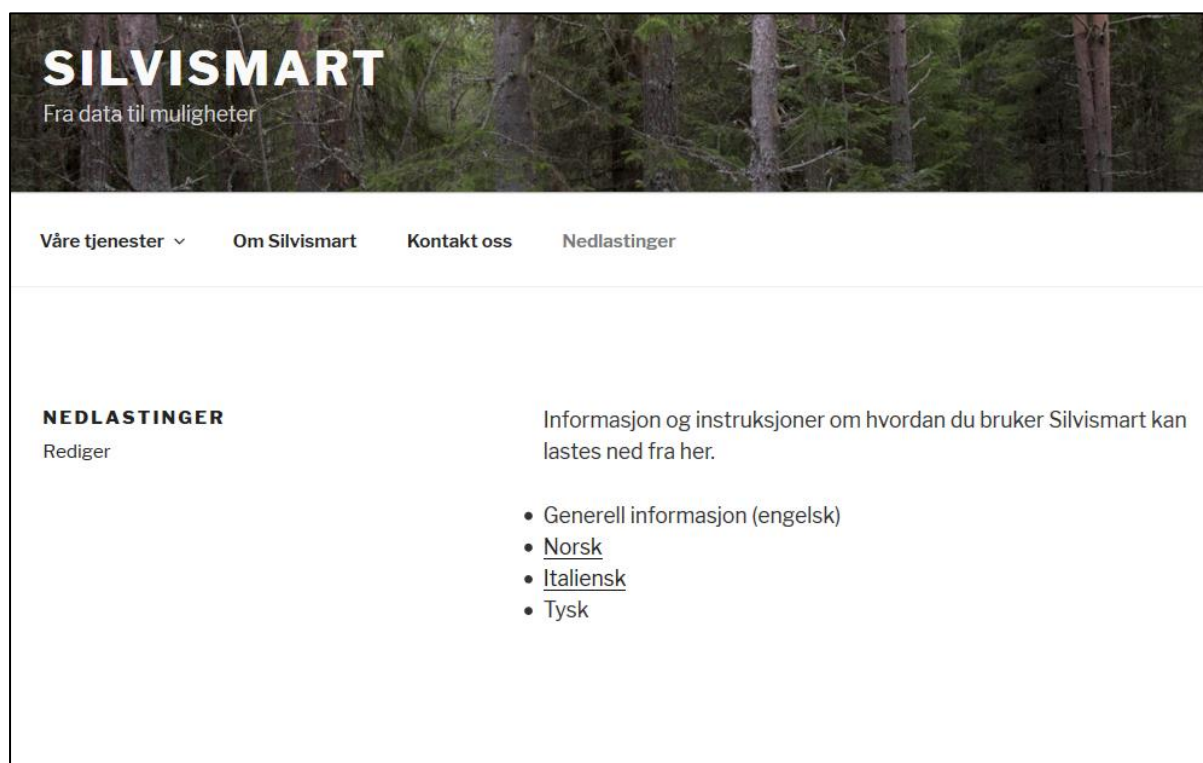 SILVISMART
Fra data til muligheter
Våre tjenester
Om Silvismart
Kontakt oss
Nedlastinger
NEDLASTINGER
Rediger
Informasjon og instruksjoner om hvordan du bruker Silvismart kan
lastes ned fra her.
• Generell informasjon (engelsk)
• Norsk
• Italiensk
• Tysk